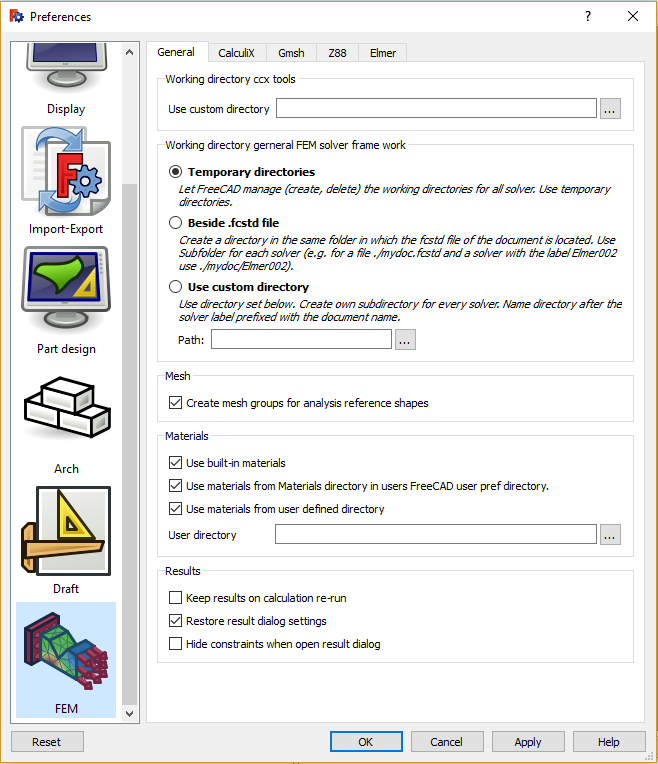 Preferences
?
Display
Import-Export
Part design
Arch
Draft
FEM
General
CalculiX
Gmsh
Z88
Elmer
Working directory ccx tools
Use custom directory
...
Working directory gerneral FEM solver frame work
Temporary directories
Let FreeCAD manage (create, delete) the working directories for all solver. Use temporary
directories.
Beside .fcstd file
Create a directory in the same folder in which the fcstd file of the document is located. Use
Subfolder for each solver (e.g. for a file ./mydoc.fcstd and a solver with the label Elmer002
use ./mydoc/Elmer002).
Use custom directory
Use directory set below. Create own subdirectory for every solver. Name directory after the
solver label prefixed with the document name.
Path:
...
Mesh
Create mesh groups for analysis reference shapes
Materials
Use built-in materials
Use materials from Materials directory in users FreeCAD user pref directory.
Use materials from user defined directory
User directory
...
Results
Keep results on calculation re-run
Restore result dialog settings
Hide constraints when open result dialog
Reset
OK
Cancel
Apply
Help